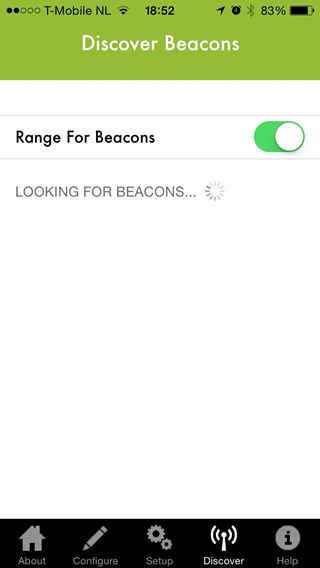 T-Mobile NL 18:52 83%
Discover Beacons
Range For Beacons
LOOKING FOR BEACONS...
About Configure Setup Discover Help